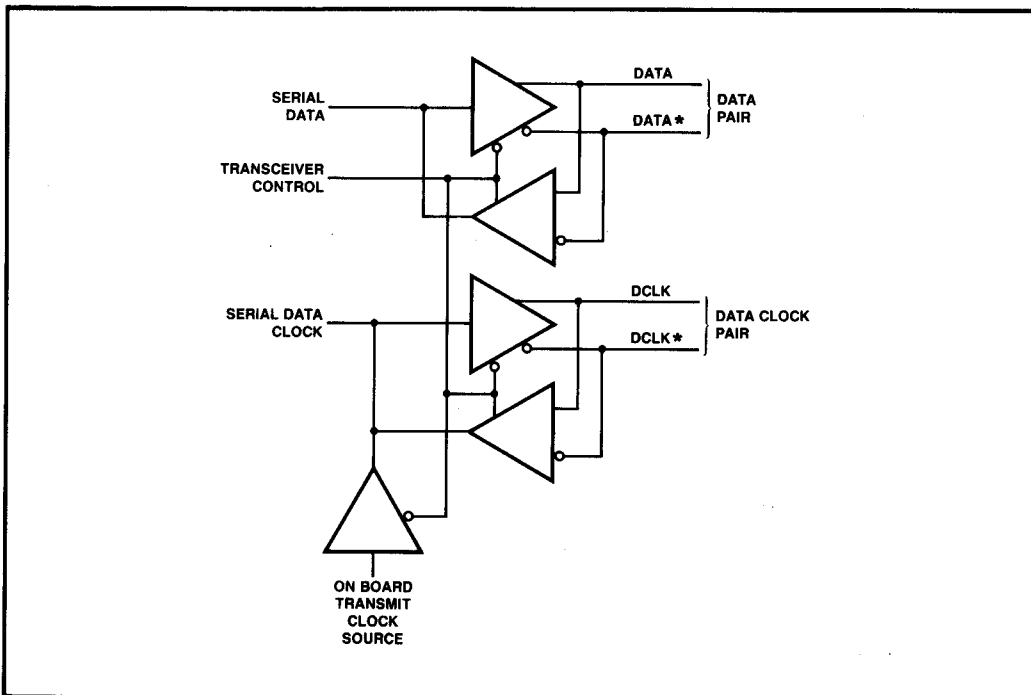 SERIAL
DATA
TRANSCEIVER
CONTROL
DATA
DATA*
DATA
PAIR
SERIAL DATA
CLOCK
DCLK
DCLK*
DATA CLOCK
PAIR
ON BOARD
TRANSMIT
CLOCK
SOURCE